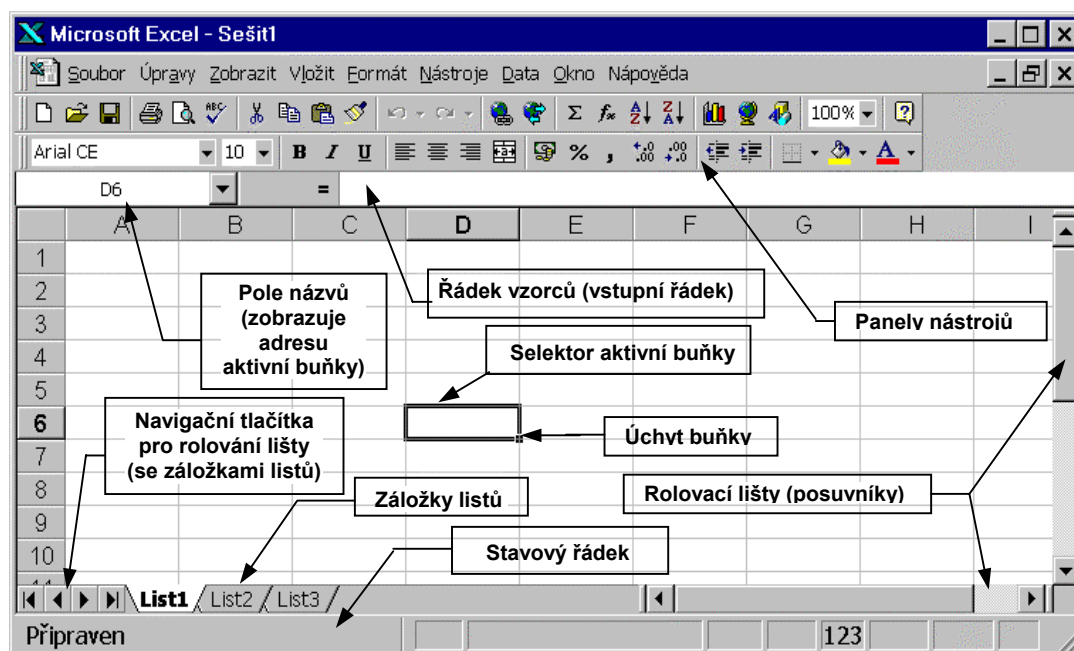 Microsoft Excel - Sešit1
Soubor Úpravy Zobrazit Vložit Formát Nástroje Data Okno Nápověda
100%
Arial CE 10 B I U % ,
D6 =
A B C D E F G H I
1
2
3
4
5
6
7
8
9
10
11
Pole názvů
(zobrazuje
adresu
aktivní buňky)
Řádek vzorců (vstupní řádek)
Panely nástrojů
Selektor aktivní buňky
Navigační tlačítka
pro rolování lišty
(se záložkami listů)
Úchyt buňky
Záložky listů
Rolovací lišty (posuvníky)
Stavový řádek
List1 List2 List3
Připraven 123